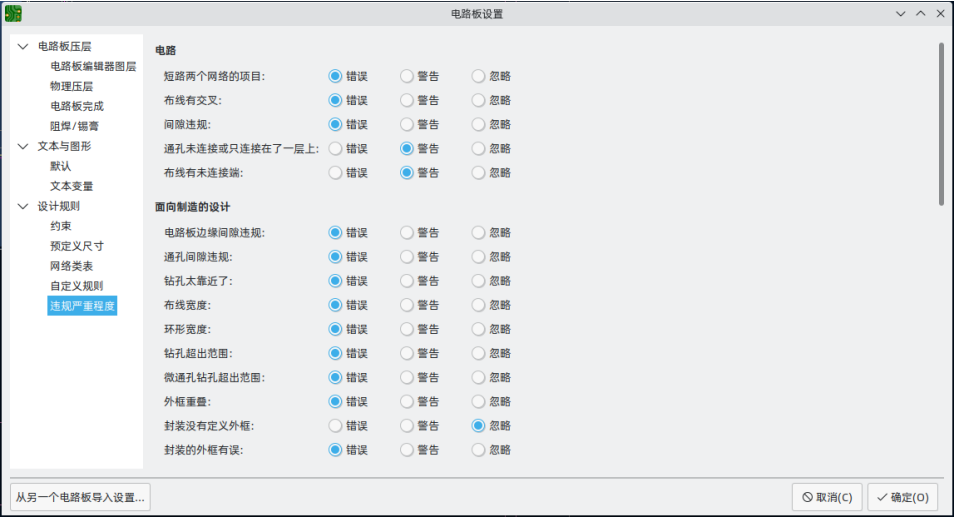 电路板设置
电路板压层
电路板编辑器图层
物理压层
电路板完成
阻焊/锡膏
文本与图形
默认
文本变量
设计规则
约束
预定义尺寸
网络类表
自定义规则
违规严重程度
电路
短路两个网络的项目: 错误 警告 忽略
布线有交叉: 错误 警告 忽略
间隙违规: 错误 警告 忽略
通孔未连接或只连接在了一层上: 错误 警告 忽略
布线有未连接端: 错误 警告 忽略
面向制造的设计
电路板边缘间隙违规: 错误 警告 忽略
通孔间隙违规: 错误 警告 忽略
钻孔太靠近了: 错误 警告 忽略
布线宽度: 错误 警告 忽略
环形宽度: 错误 警告 忽略
钻孔超出范围: 错误 警告 忽略
微通孔钻孔超出范围: 错误 警告 忽略
外框重叠: 错误 警告 忽略
封装没有定义外框: 错误 警告 忽略
封装的外框有误: 错误 警告 忽略
从另一个电路板导入设置... 取消(C) 确定(O)